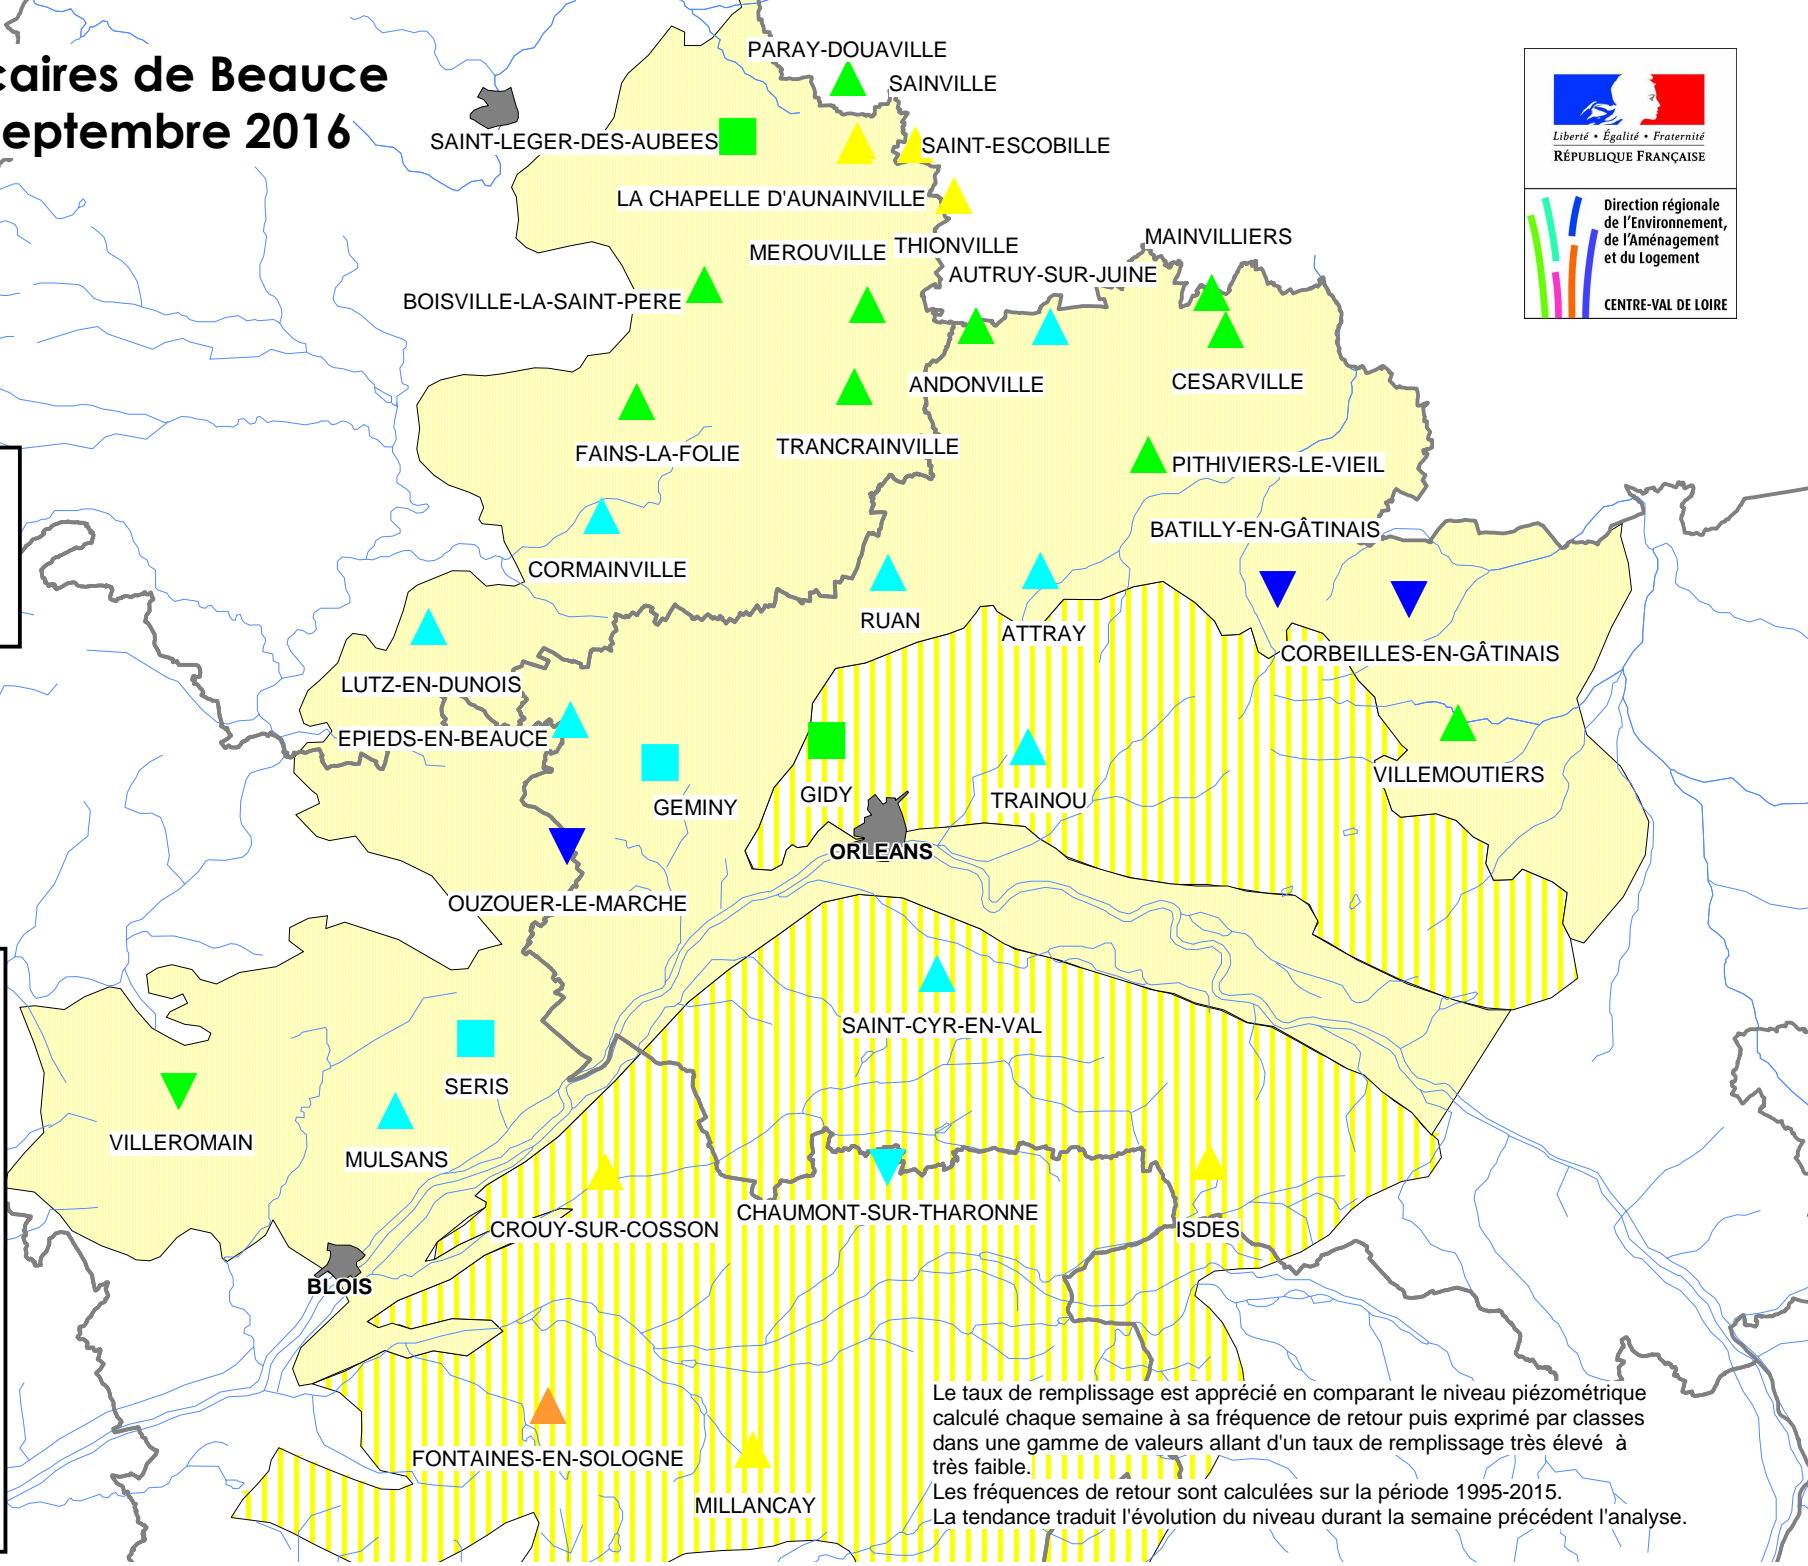 caires de Beauce
eptembre 2016
PARAY-DOUAVILLE
SAINVILLE
SAINT-LEGER-DES-AUBEES
SAINT-ESCOBILLE
LA CHAPELLE D'AUNAINVILLE
THIONVILLE
MEROUVILLE
MAINVILLIERS
AUTRUY-SUR-JUINE
BOISVILLE-LA-SAINT-PERE
ANDONVILLE
CESARVILLE
FAINS-LA-FOLIE
TRANCRAINVILLE
PITHIVIERS-LE-VIEIL
BATILLY-EN-GÂTINAIS
CORMAINVILLE
RUAN
ATTRAY
CORBEILLES-EN-GÂTINAIS
LUTZ-EN-DUNOIS
EPIEDS-EN-BEAUCE
GEMINY
GIDY
TRAINOU
VILLEMOUTIERS
ORLEANS
OUZOUER-LE-MARCHE
SAINT-CYR-EN-VAL
SERIS
VILLEROMAIN
MULSANS
CROUY-SUR-COSSON
CHAUMONT-SUR-THARONNE
ISDES
BLOIS
FONTAINES-EN-SOLOGNE
MILLANCAY
Liberté • Égalité • Fraternité
RÉPUBLIQUE FRANÇAISE
Direction régionale
de l'Environnement,
de l'Aménagement
et du Logement
CENTRE-VAL DE LOIRE
Le taux de remplissage est apprécié en comparant le niveau piézométrique
calculé chaque semaine à sa fréquence de retour puis exprimé par classes
dans une gamme de valeurs allant d'un taux de remplissage très élevé à
très faible.
Les fréquences de retour sont calculées sur la période 1995-2015.
La tendance traduit l'évolution du niveau durant la semaine précédent l'analyse.